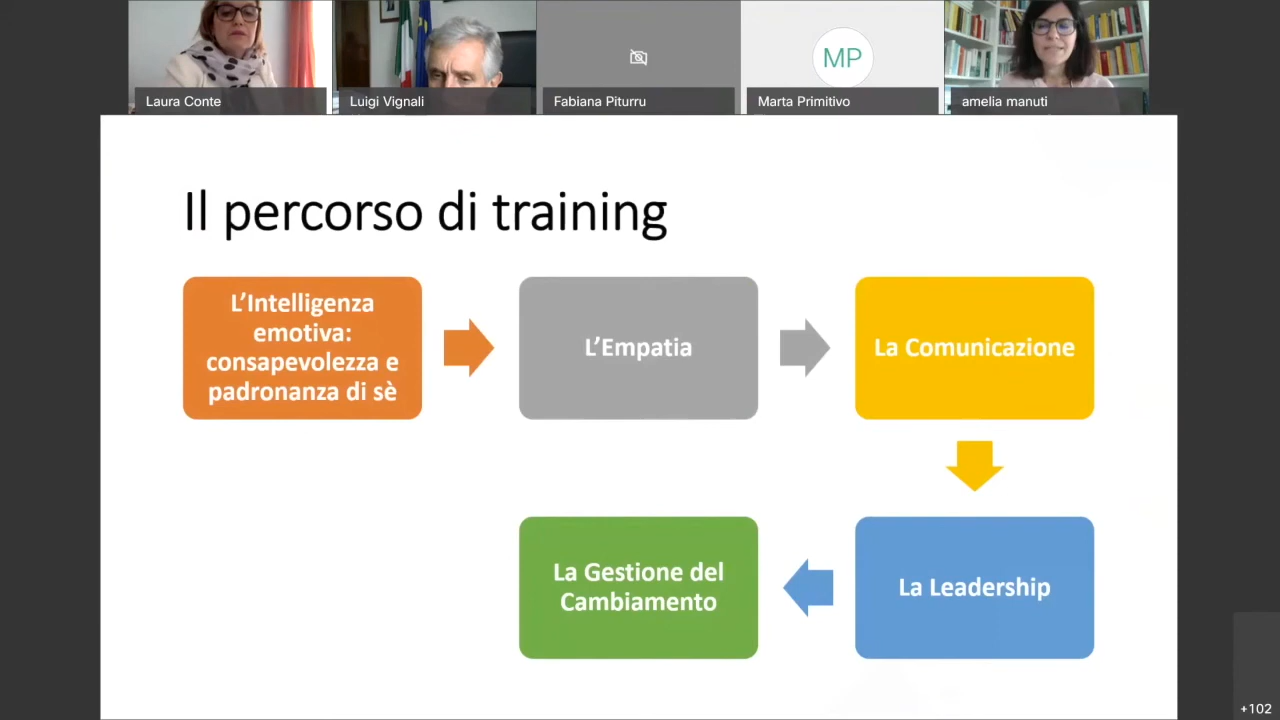 Laura Conte
Luigi Vignali
Fabiana Piturru
MP
Marta Primitivo
amelia manuti
Il percorso di training
L'Intelligenza
emotiva:
consapevolezza e
padronanza di sè
L'Empatia
La Comunicazione
La Gestione del
Cambiamento
La Leadership
+102